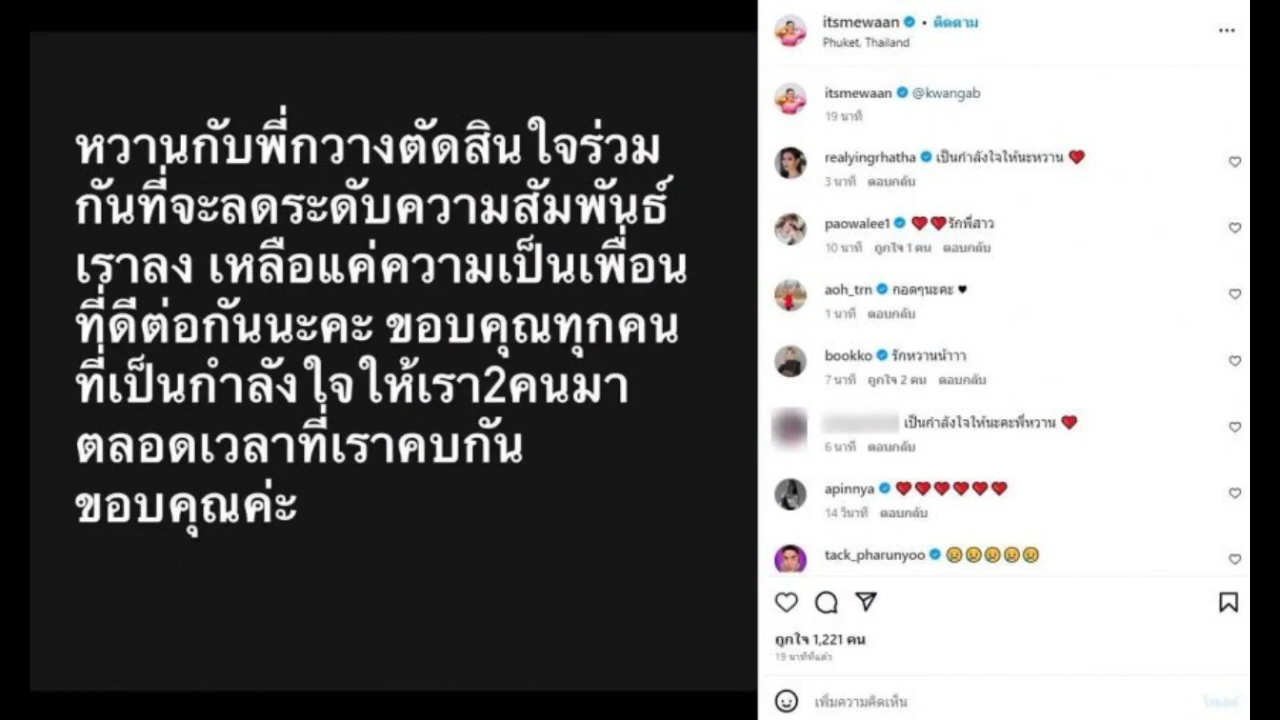 หวานกับพี่กวางตัดสินใจร่วม
กันที่จะลดระดับความสัมพันธ์
เราลง เหลือแค่ความเป็นเพื่อน
ที่ดีต่อกันนะคะ ขอบคุณทุกคน
ที่เป็นกำลังใจให้เรา2คนมา
ตลอดเวลาที่เราคบกัน
ขอบคุณค่ะ
itsmewaan • ติดตาม
Phuket, Thailand
itsmewaan @kwangab
19 นาที
realyingrhatha เป็นกำลังใจให้นะหวาน ❤️
3 นาที ตอบกลับ
paowalee1 ❤️❤️รักพี่สาว
10 นาที ถูกใจ 1 คน ตอบกลับ
aoh_trn กอดๆนะคะ ♥
1 นาที ตอบกลับ
bookko รักหวานน้าาา
7 นาที ถูกใจ 2 คน ตอบกลับ
เป็นกำลังใจให้นะคะพี่หวาน ❤️
6 นาที ตอบกลับ
apinnya ❤️❤️❤️❤️❤️❤️
14 วินาที ตอบกลับ
tack_pharunyoo 😢😢😢😢😢
ถูกใจ 1,221 คน
19 นาทีที่แล้ว
เพิ่มความคิดเห็น
โพสต์